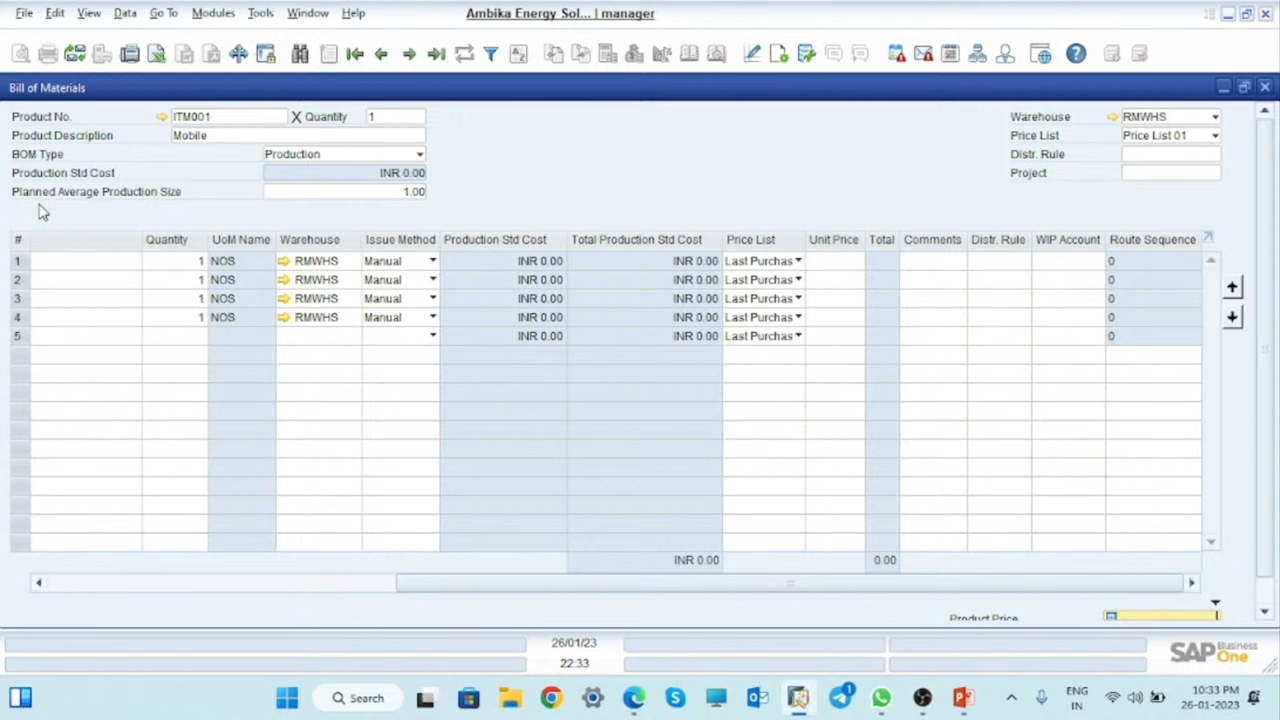 File Edit View Data Go To Modules Tools Window Help Ambika Energy Sol... | manager
Bill of Materials
Product No. ITM001 X Quantity 1 Warehouse RMWHS
Product Description Mobile Price List Price List 01
BOM Type Production Distr. Rule
Production Std Cost INR 0.00 Project
Planned Average Production Size 1.00
# Quantity UoM Name Warehouse Issue Method Production Std Cost Total Production Std Cost Price List Unit Price Total Comments Distr. Rule WIP Account Route Sequence
1 1 NOS RMWHS Manual INR 0.00 INR 0.00 Last Purchas 0
2 1 NOS RMWHS Manual INR 0.00 INR 0.00 Last Purchas 0
3 1 NOS RMWHS Manual INR 0.00 INR 0.00 Last Purchas 0
4 1 NOS RMWHS Manual INR 0.00 INR 0.00 Last Purchas 0
5 INR 0.00 INR 0.00 Last Purchas 0
INR 0.00 0.00
Product Price
26/01/23
22:33
SAP Business One
Search 1 ENG IN 10:33 PM
26-01-2023